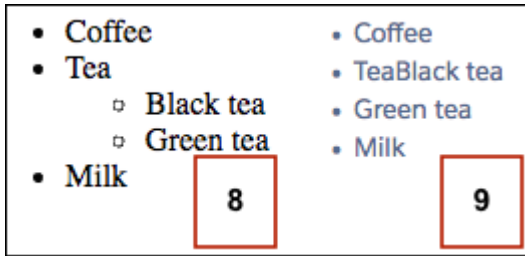 • Coffee
• Tea
▫ Black tea
▫ Green tea
• Milk
8
• Coffee
• TeaBlack tea
• Green tea
• Milk
9